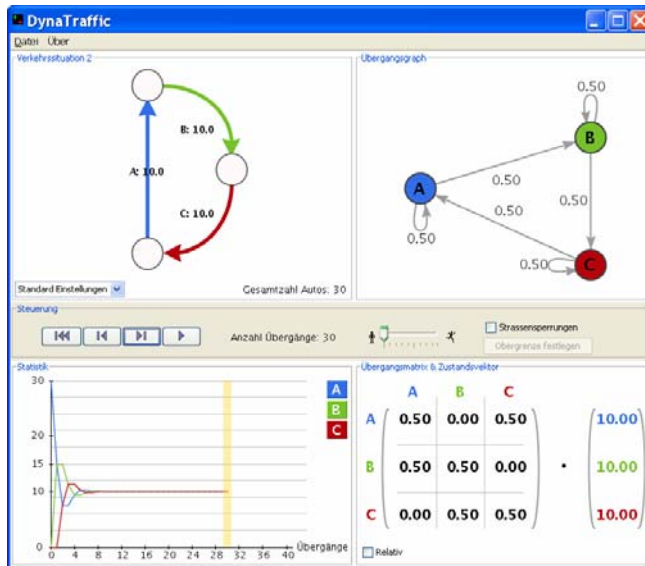 DynaTraffic
Datei Über
Verkehrssituation 2
B: 10.0
A: 10.0
C: 10.0
Standard Einstellungen
Gesamtzahl Autos: 30
Übergangsgraph
0.50
B
A
0.50
0.50
0.50
0.50
0.50
C
Steuerung
Anzahl Übergänge: 30
Strassensperrungen
Obergrenze festlegen
Statistik
30
20
15
10
0
0 4 8 12 16 20 24 28 32 36 40
Übergänge
A
B
C
Übergangsmatrix & Zustandsvektor
A B C
A 0.50 0.00 0.50 10.00
B 0.50 0.50 0.00 • 10.00
C 0.00 0.50 0.50 10.00
Relativ